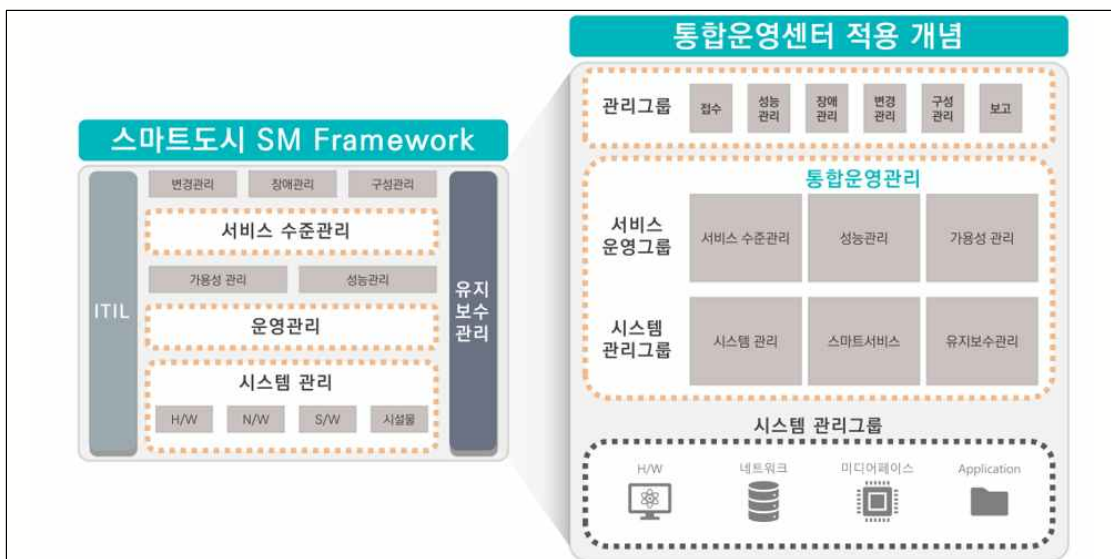 통합운영센터 적용 개념
관리그룹
접수
성능
관리
장애
관리
변경
관리
구성
관리
보고
스마트도시 SM Framework
ITIL
변경관리
장애관리
구성관리
서비스 수준관리
가용성 관리
성능관리
운영관리
시스템 관리
H/W
N/W
S/W
시설물
유지
보수
관리
통합운영관리
서비스
운영그룹
서비스 수준관리
성능관리
가용성 관리
시스템
관리그룹
시스템 관리
스마트서비스
유지보수관리
시스템 관리그룹
H/W
네트워크
미디어페이스
Application